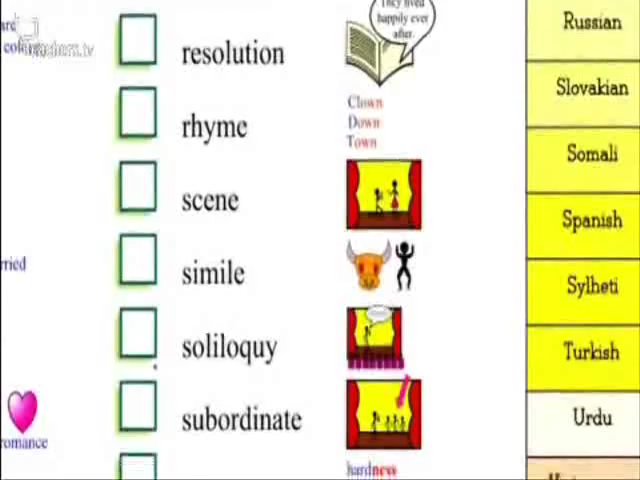 They lived
happily ever
after.
resolution
Clown
Down
Town
rhyme
scene
rried
simile
soliloquy
subordinate
romance
hardness
Russian
Slovakian
Somali
Spanish
Sylheti
Turkish
Urdu